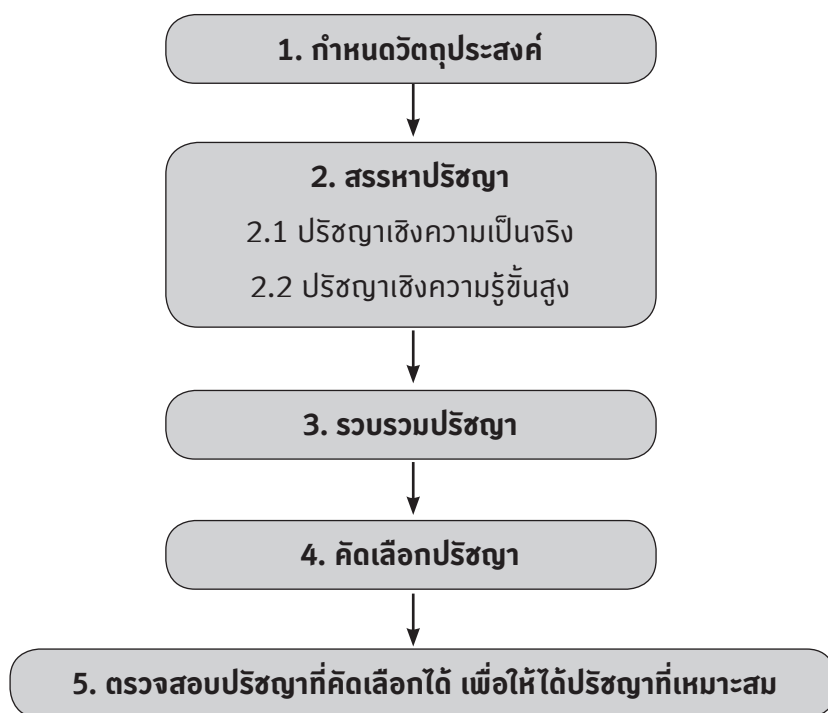 1. กำหนดวัตถุประสงค์
2. สรรหาปรัชญา
2.1 ปรัชญาเชิงความเป็นจริง
2.2 ปรัชญาเชิงความรู้ขั้นสูง
3. รวบรวมปรัชญา
4. คัดเลือกปรัชญา
5. ตรวจสอบปรัชญาที่คัดเลือกได้ เพื่อให้ได้ปรัชญาที่เหมาะสม